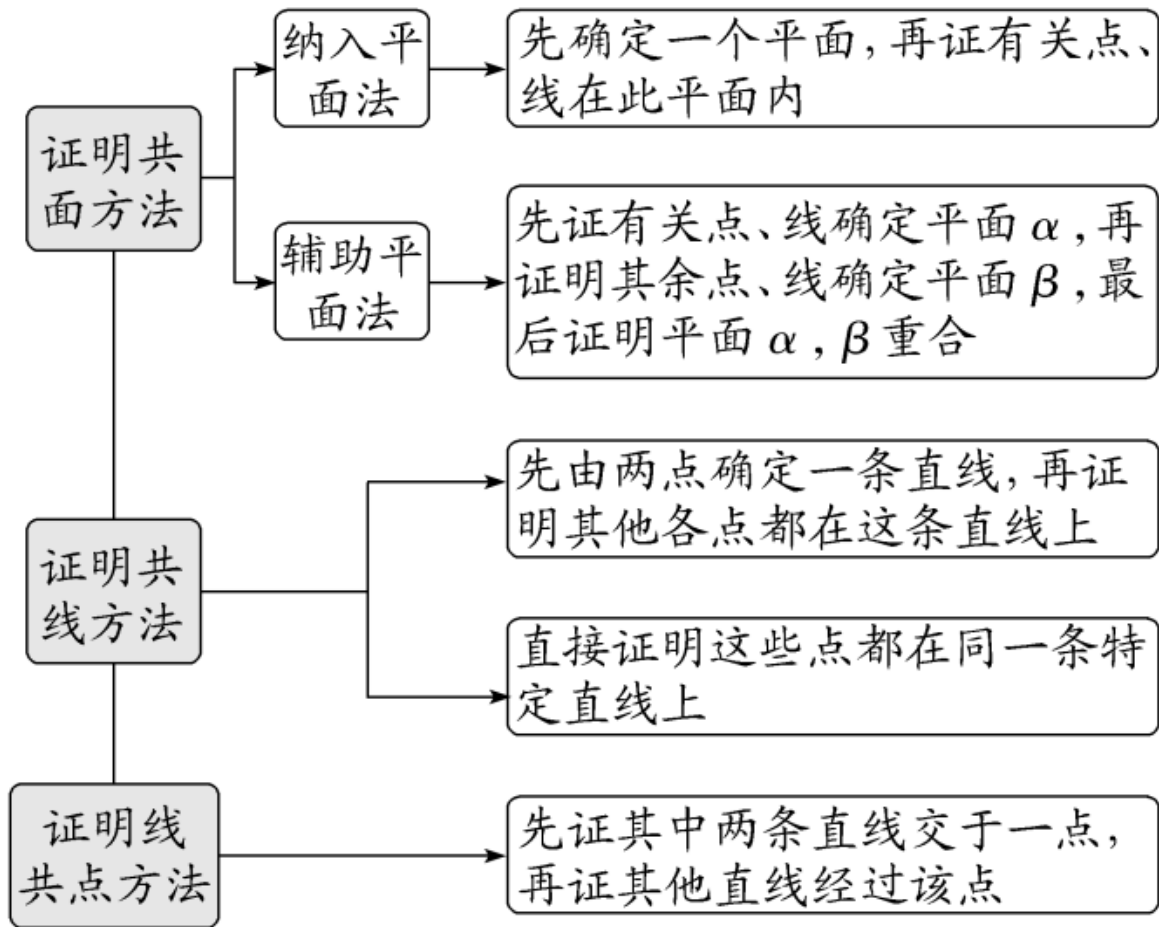 证明共
面方法
纳入平
面法
先确定一个平面,再证有关点、
线在此平面内
辅助平
面法
先证有关点、线确定平面 α,再
证明其余点、线确定平面 β,最
后证明平面 α,β 重合
证明共
线方法
先由两点确定一条直线,再证
明其他各点都在这条直线上
直接证明这些点都在同一条特
定直线上
证明线
共点方法
先证其中两条直线交于一点,
再证其他直线经过该点